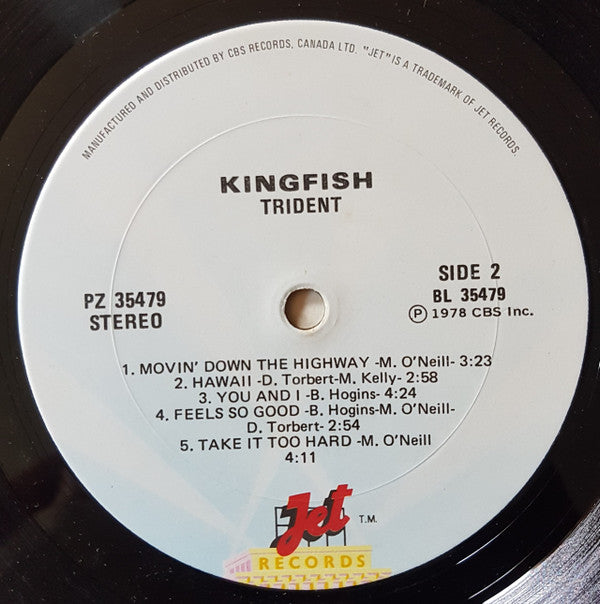 MANUFACTURED AND DISTRIBUTED BY CBS RECORDS, CANADA LTD. "JET" IS A TRADEMARK OF JET RECORDS.
KINGFISH
TRIDENT
PZ 35479
STEREO
SIDE 2
BL 35479
Ⓟ 1978 CBS Inc.
1. MOVIN' DOWN THE HIGHWAY -M. O'Neill- 3:23
2. HAWAII -D. Torbert-M. Kelly- 2:58
3. YOU AND I -B. Hogins- 4:24
4. FEELS SO GOOD -B. Hogins-M. O'Neill-
D. Torbert- 2:54
5. TAKE IT TOO HARD -M. O'Neill
4:11
Jet
T.M.
RECORDS